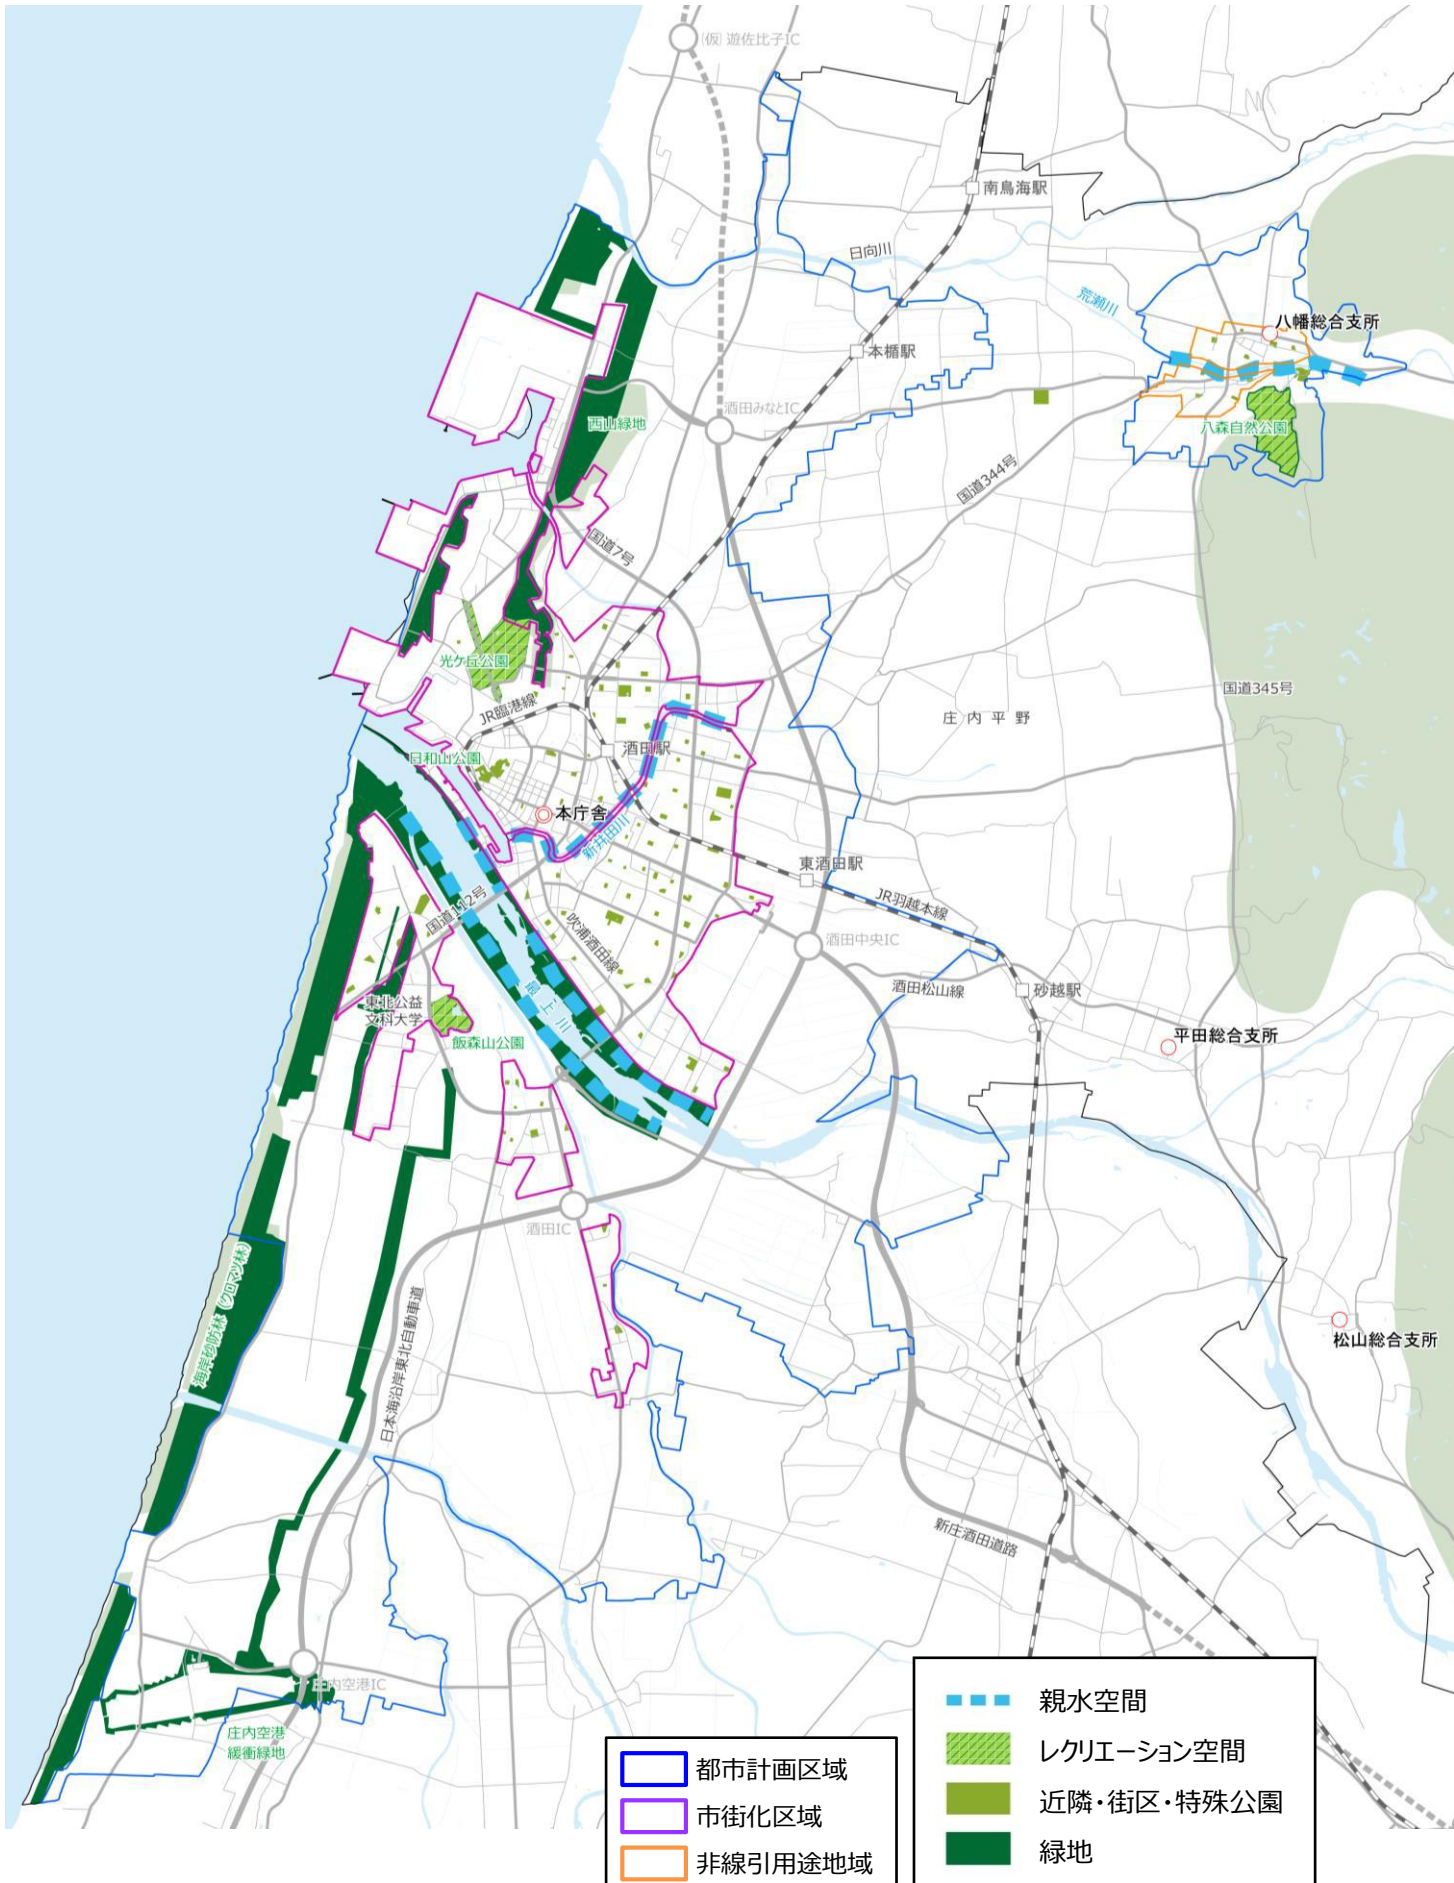 (仮)遊佐比子IC
南鳥海駅
日向川
荒瀬川
八幡総合支所
本楯駅
酒田みなとIC
西山緑地
八森自然公園
国道344号
国道7号
光ケ丘公園
国道345号
庄内平野
JR臨港線
酒田駅
日和山公園
本庁舎
新井田川
東酒田駅
JR羽越本線
国道112号
吹浦酒田線
酒田中央IC
酒田松山線
砂越駅
最上川
東北公益
文科大学
飯森山公園
平田総合支所
酒田IC
海岸砂防林(クロマツ林)
日本海沿岸東北自動車道
松山総合支所
新庄酒田道路
庄内空港IC
庄内空港
緩衝緑地
都市計画区域
市街化区域
非線引用途地域
親水空間
レクリエーション空間
近隣・街区・特殊公園
緑地